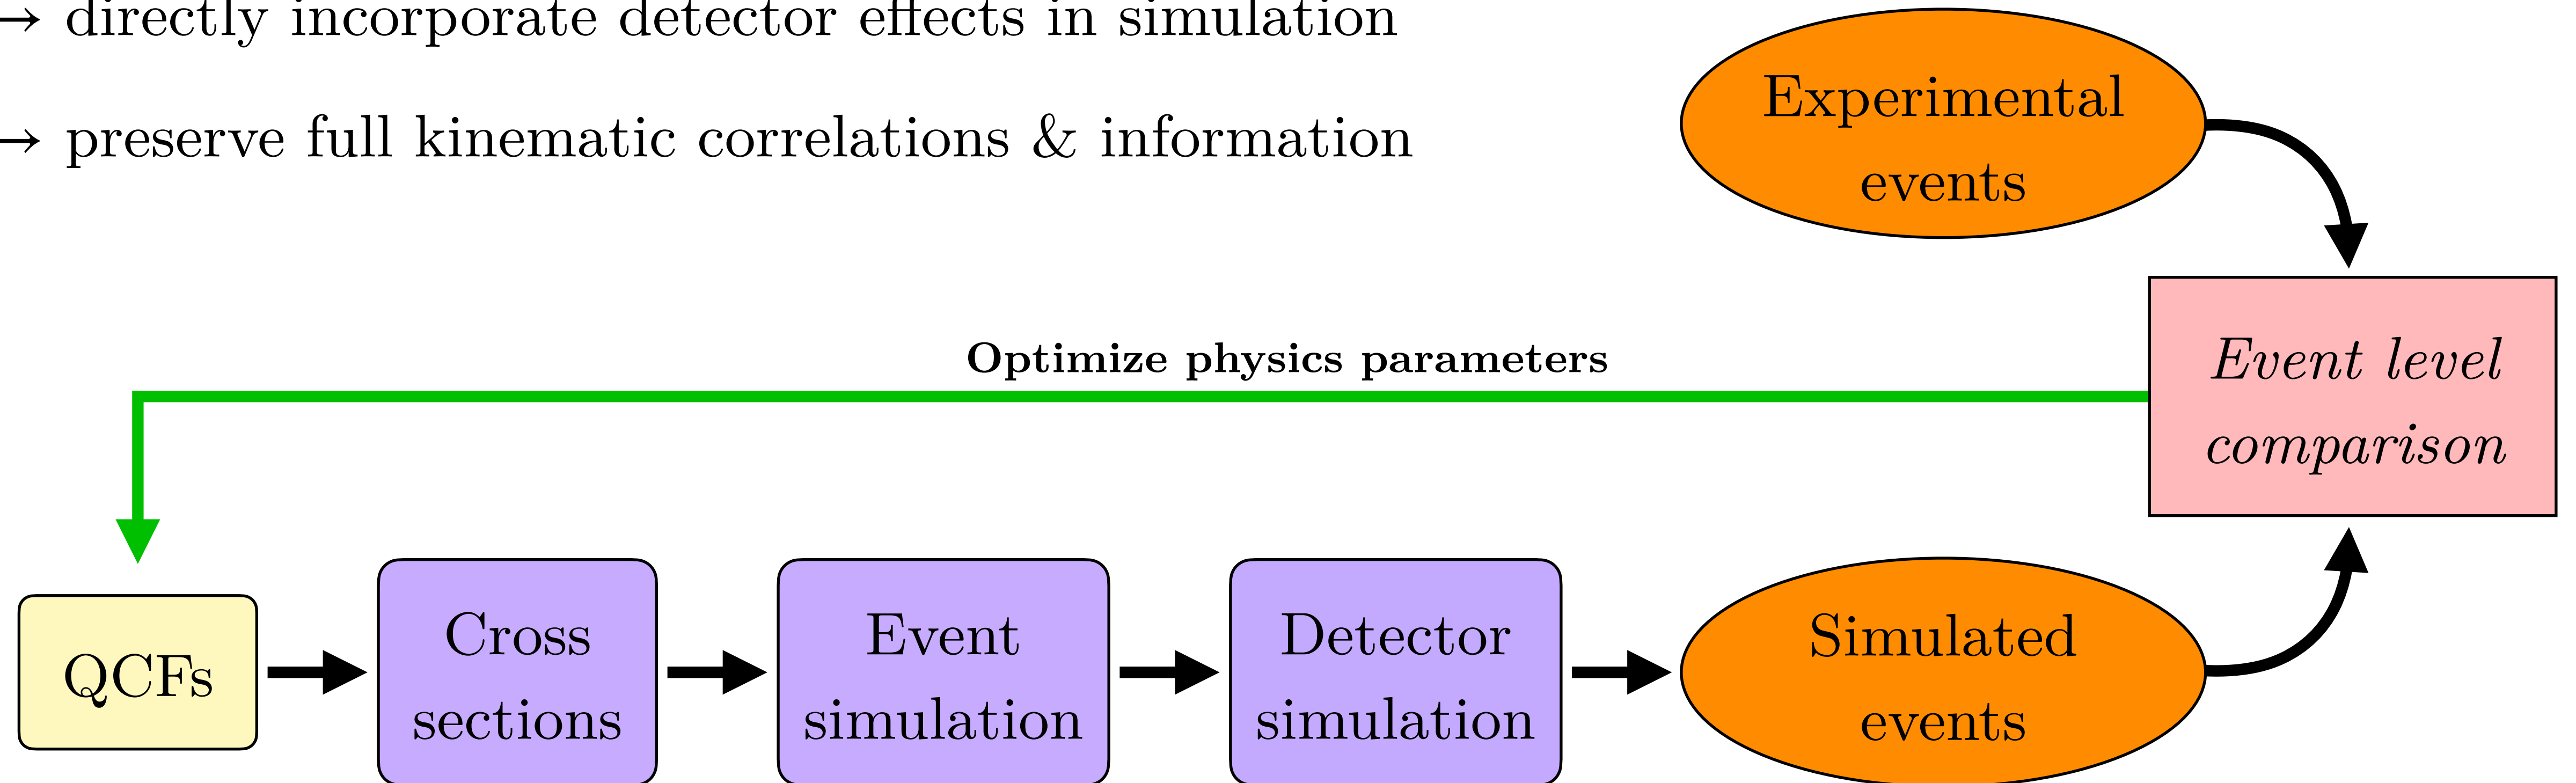 → directly incorporate detector effects in simulation
→ preserve full kinematic correlations & information
Experimental
events
Optimize physics parameters
Event level
comparison
QCFs
Cross
sections
Event
simulation
Detector
simulation
Simulated
events